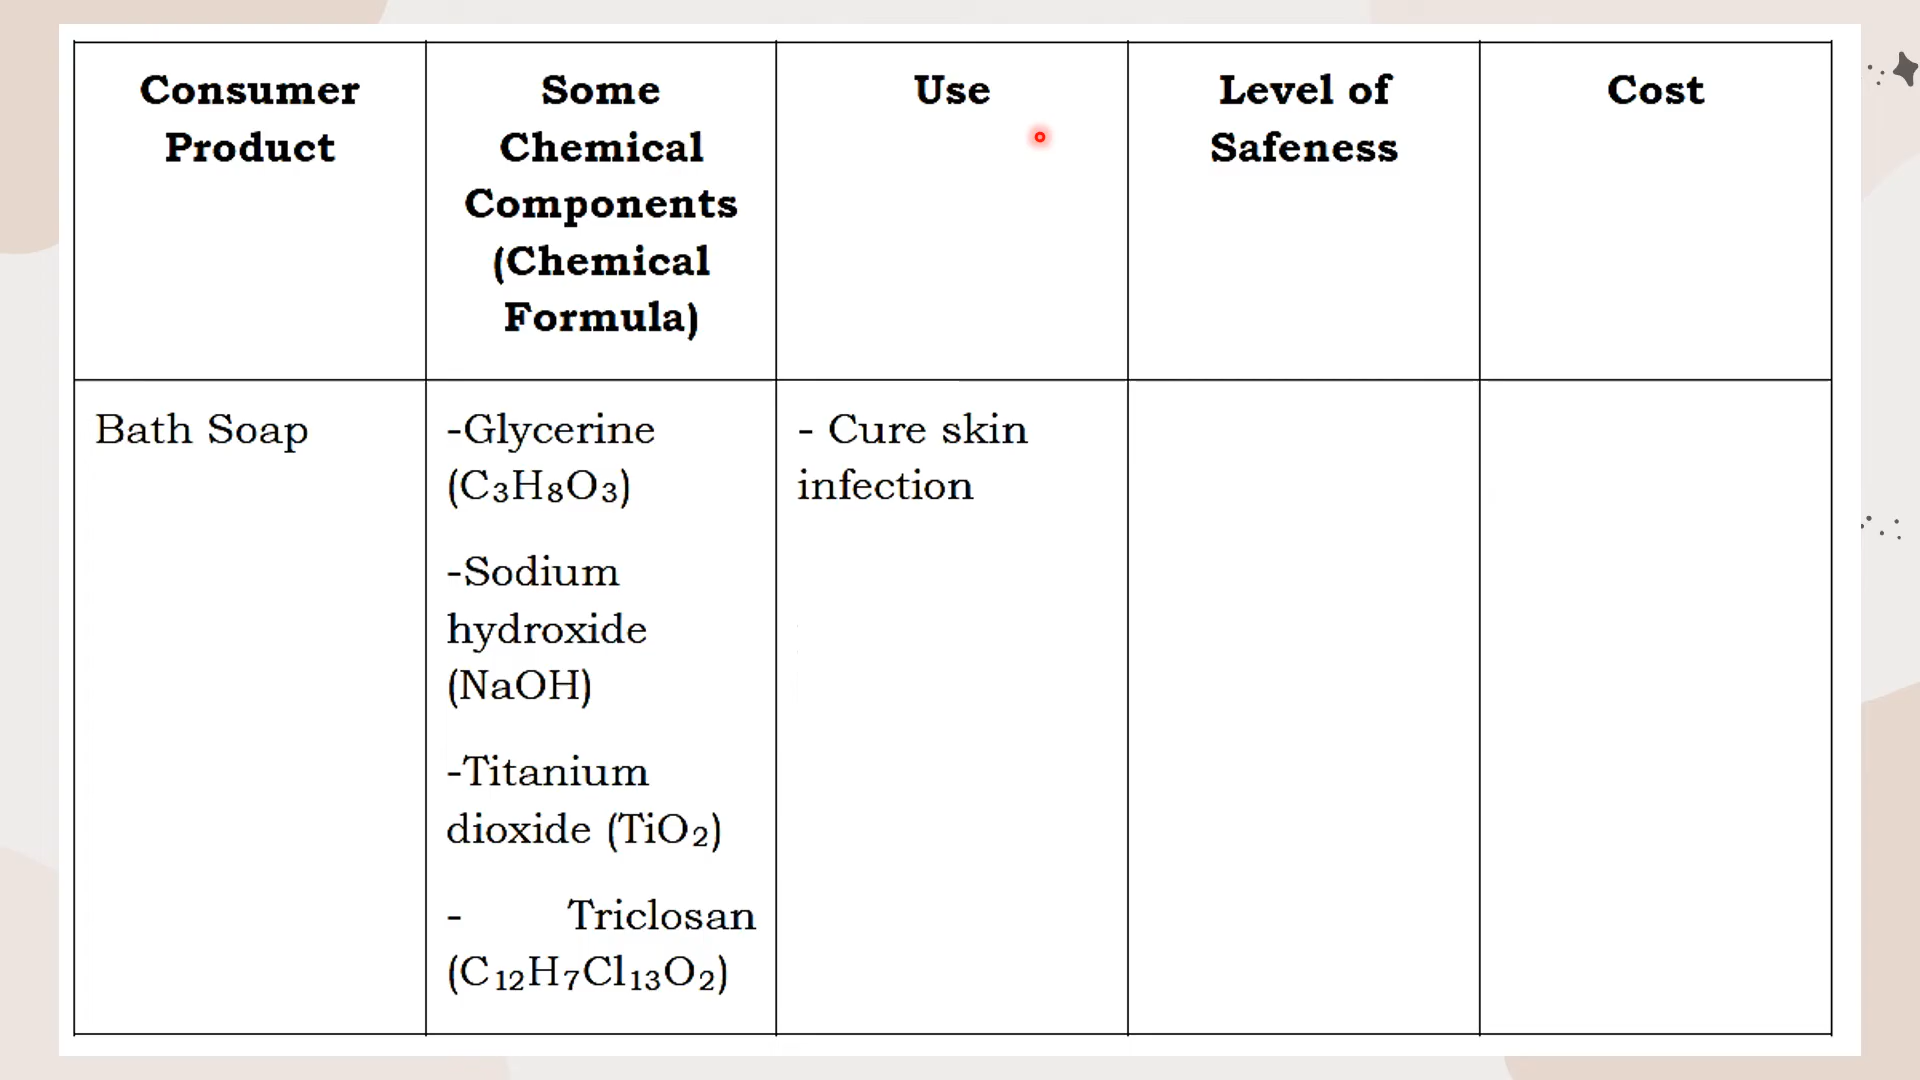 Consumer
Product
Some
Chemical
Components
(Chemical
Formula)
Use
Level of
Safeness
Cost
Bath Soap
-Glycerine
(C₃H₈O₃)
-Sodium
hydroxide
(NaOH)
-Titanium
dioxide (TiO₂)
- Triclosan
(C₁₂H₇Cl₁₃O₂)
- Cure skin
infection